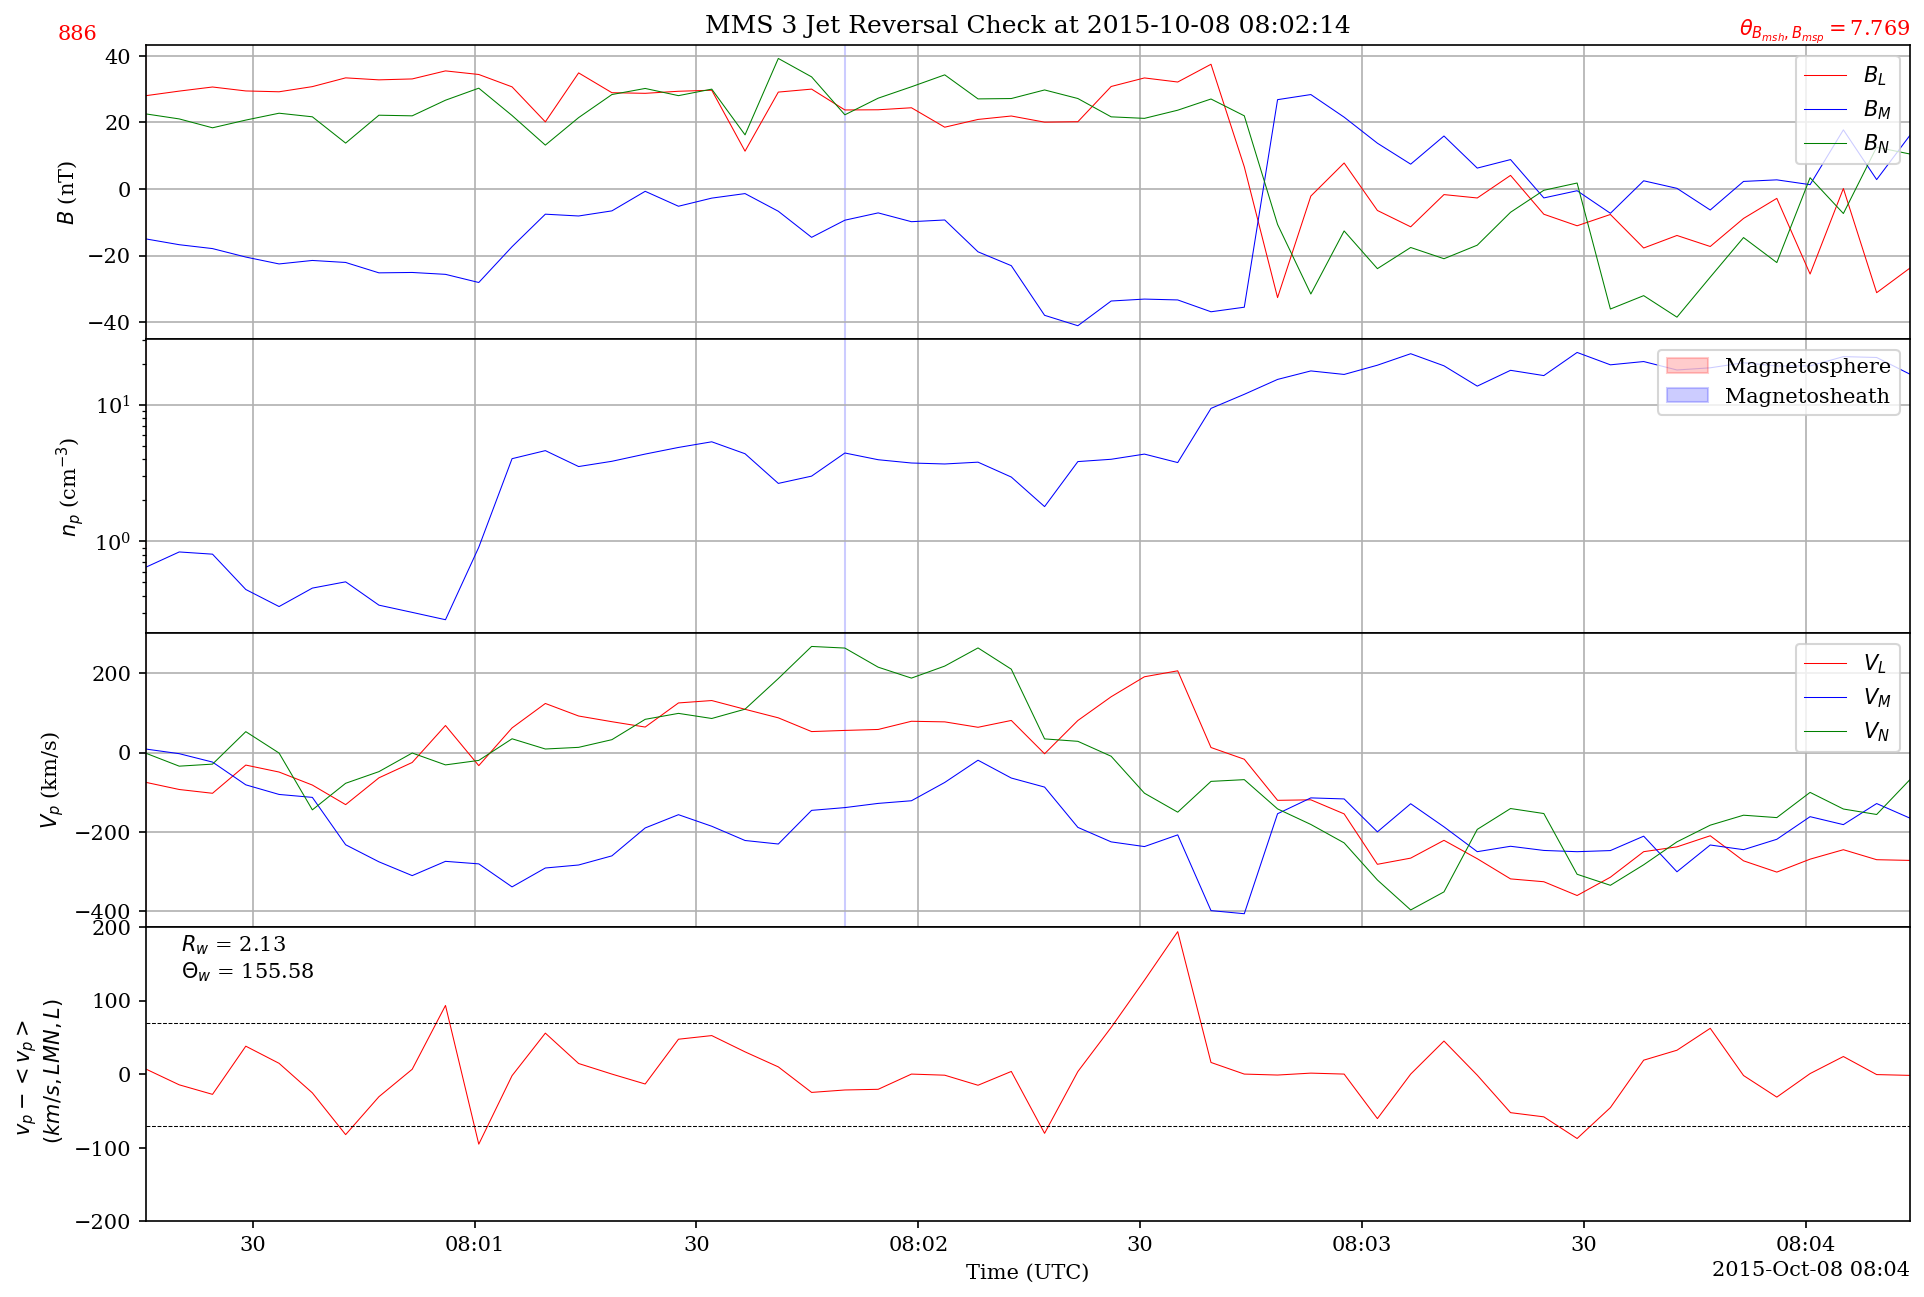 MMS 3 Jet Reversal Check at 2015-10-08 08:02:14
886
θ_{B_{msh}, B_{msp}} = 7.769
40
20
0
−20
−40
B (nT)
B_L
B_M
B_N
10^1
10^0
n_p (cm^{−3})
Magnetosphere
Magnetosheath
200
0
−200
−400
V_p (km/s)
V_L
V_M
V_N
200
100
0
−100
−200
v_p − < v_p >
(km/s, LMN, L)
R_w = 2.13
Θ_w = 155.58
30
08:01
30
08:02
30
08:03
30
08:04
Time (UTC)
2015-Oct-08 08:04